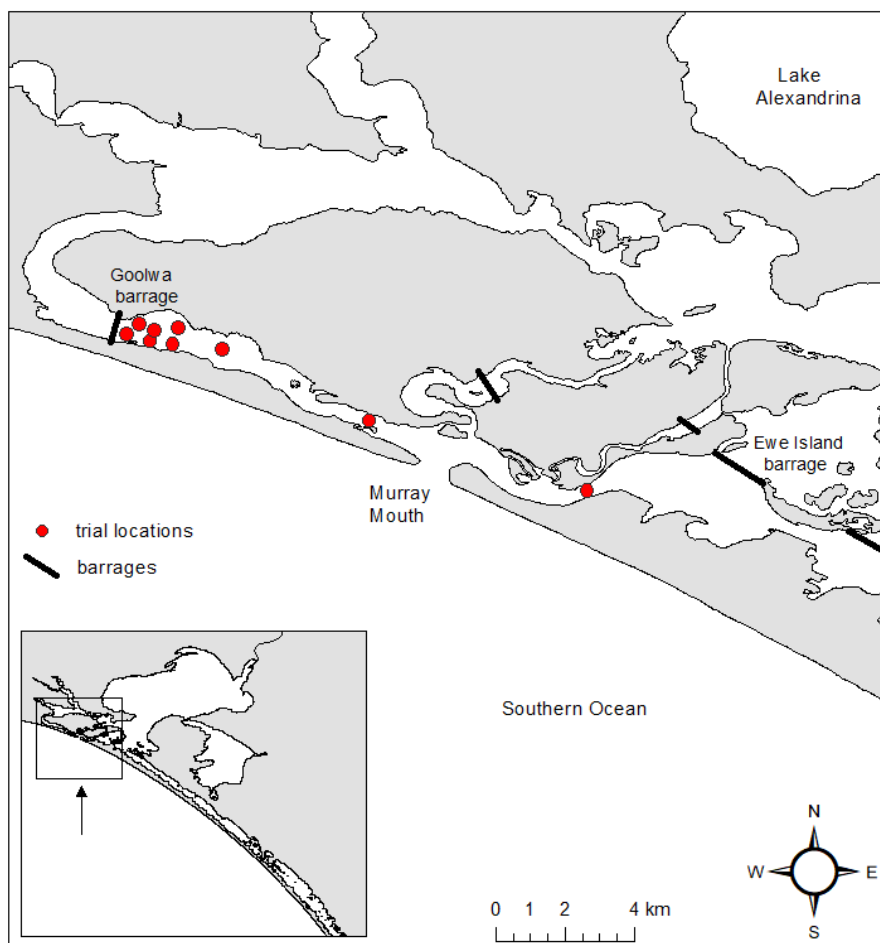 Lake
Alexandrina
Goolwa
barrage
Ewe Island
barrage
Murray
Mouth
trial locations
barrages
Southern Ocean
N
W
E
S
0 1 2 4 km